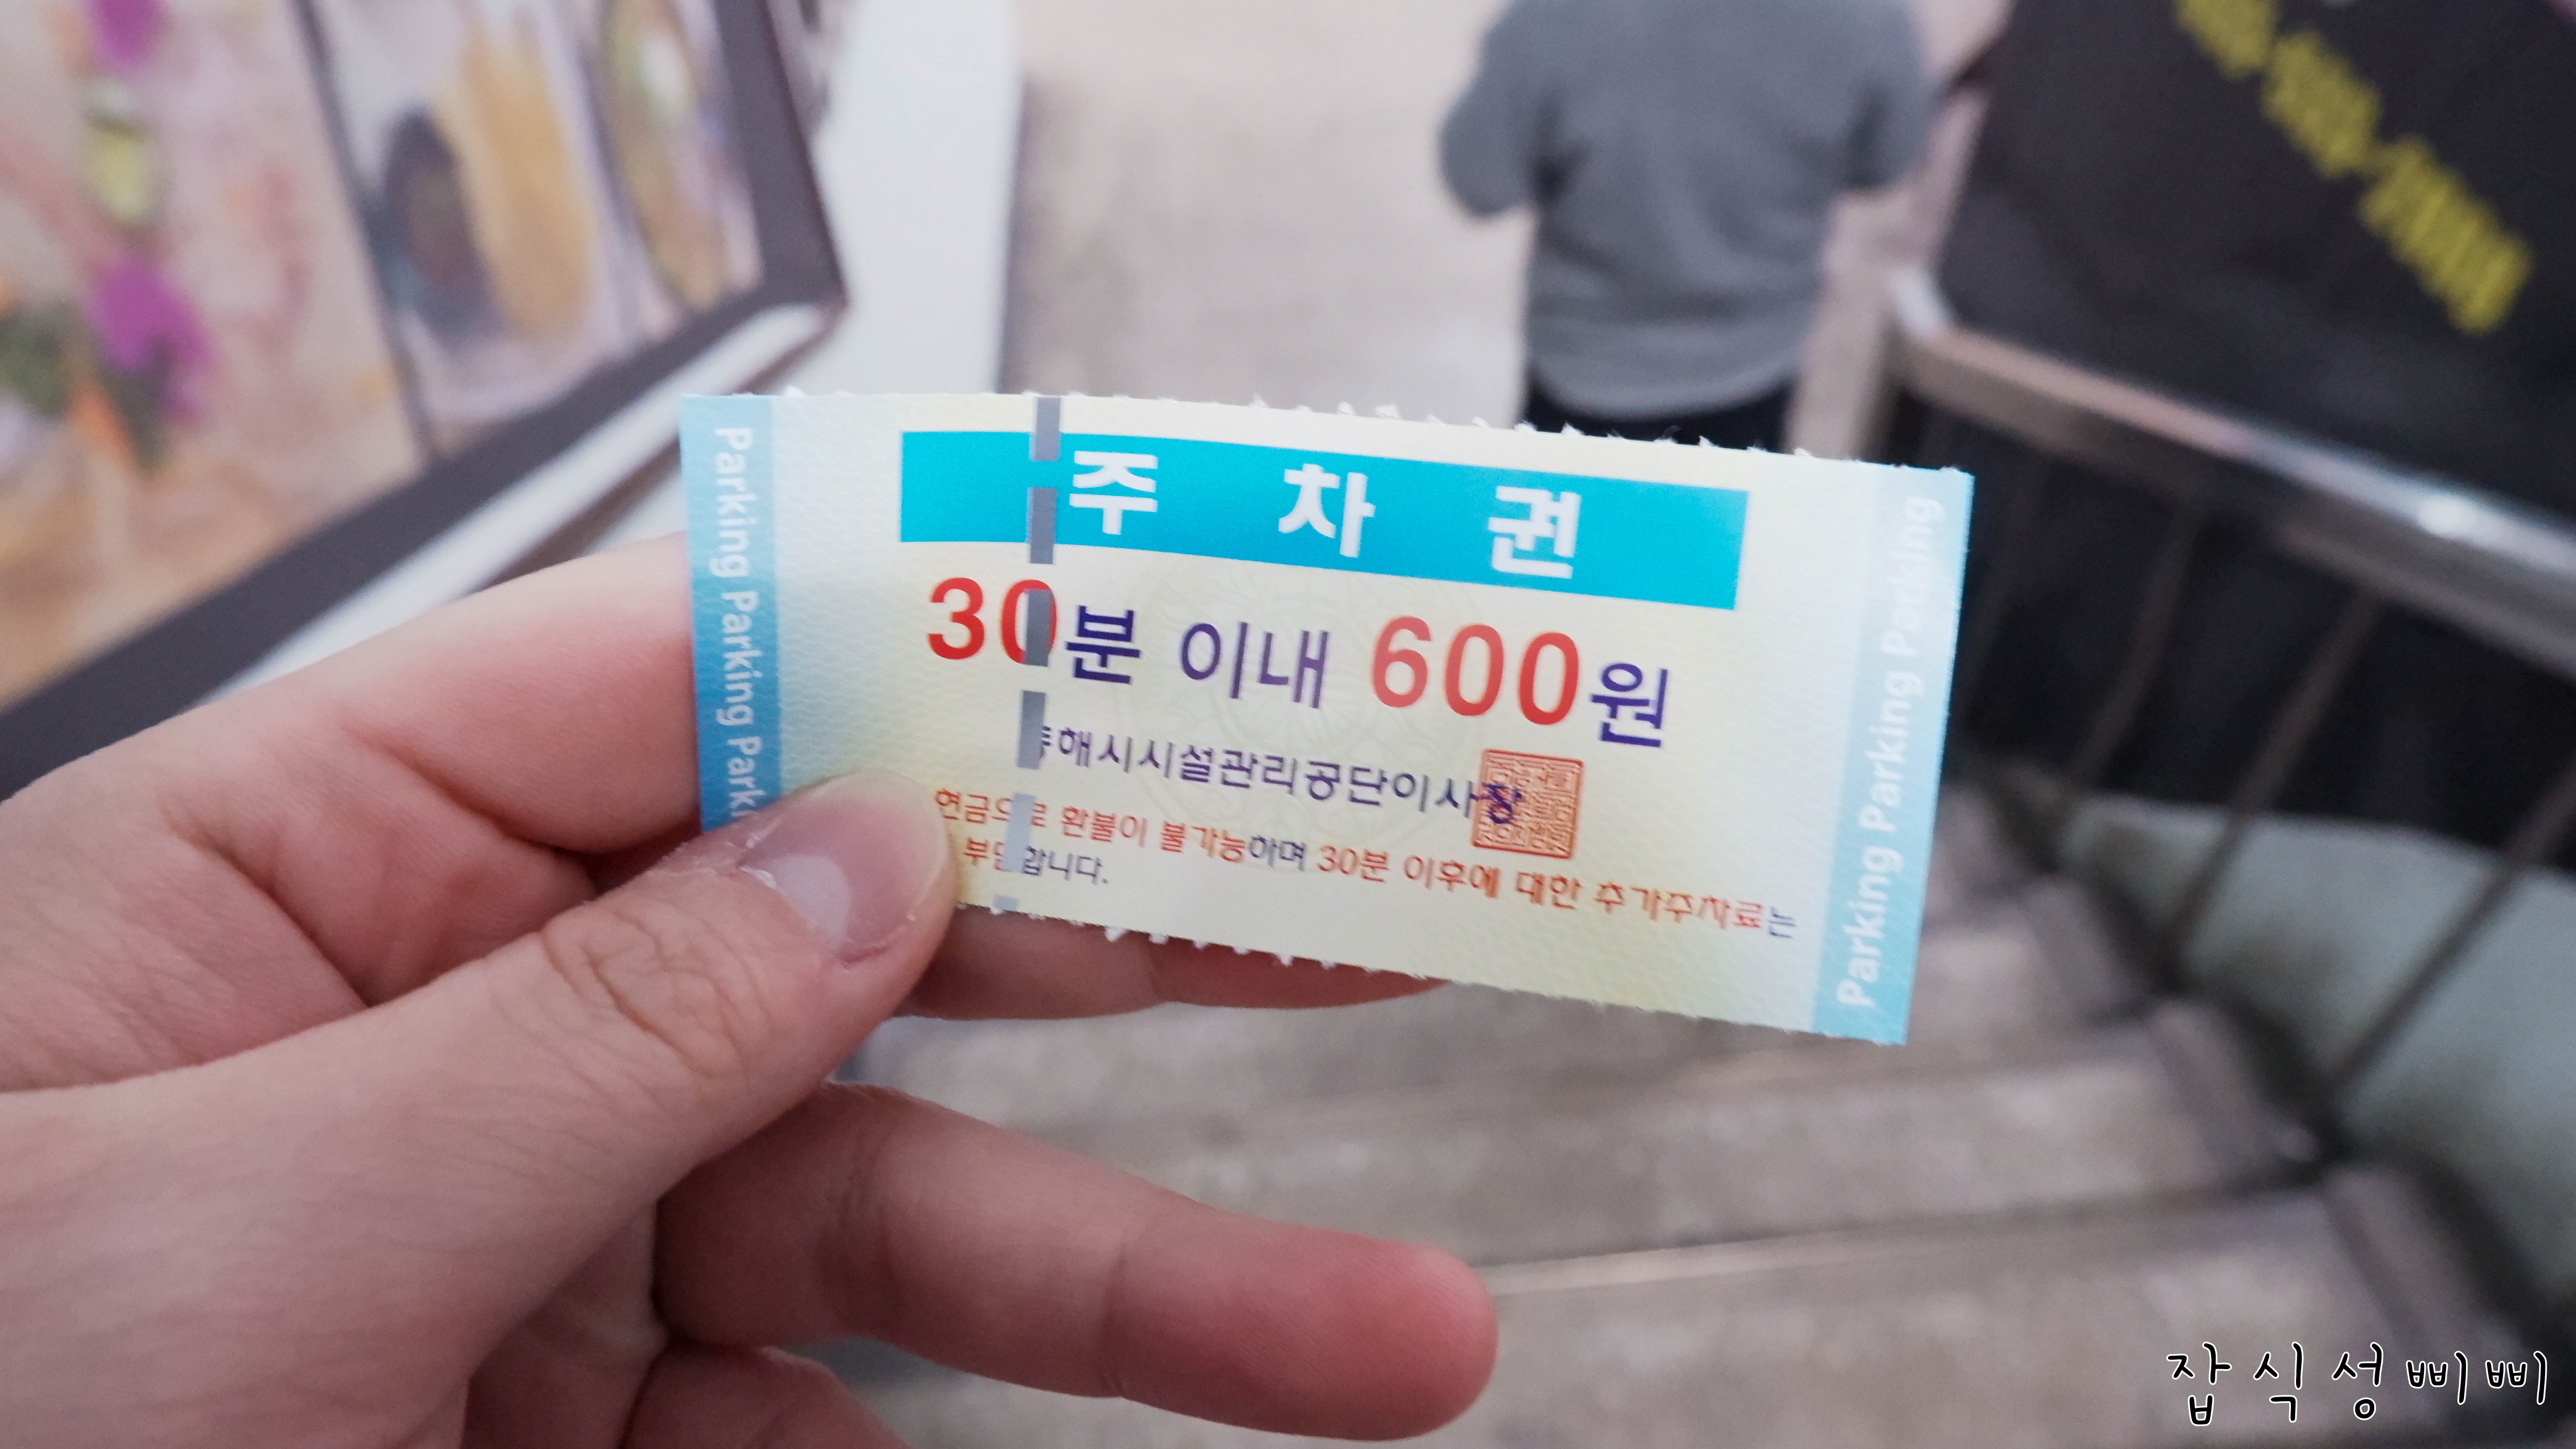 주 차 권
30분 이내 600원
해시시설관리공단이사장
현금으로 환불이 불가능하며 30분 이후에 대한 추가주차료는
부담합니다.
Parking Parking Park
Parking Parking Parking Parking
잡식성삐삐